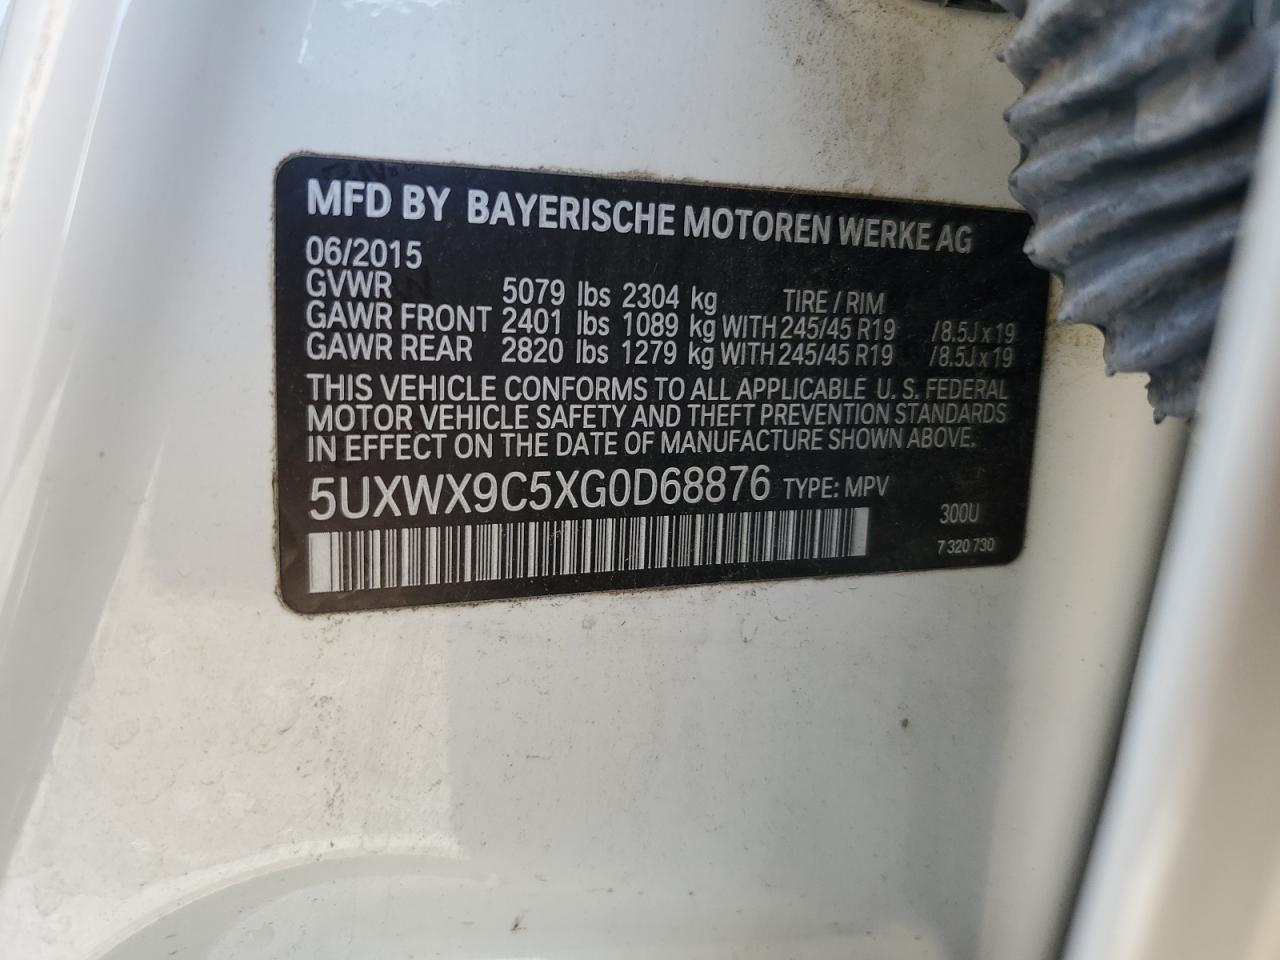 MFD BY BAYERISCHE MOTOREN WERKE AG
06/2015
GVWR 5079 lbs 2304 kg TIRE / RIM
GAWR FRONT 2401 lbs 1089 kg WITH 245/45 R19 /8.5J x 19
GAWR REAR 2820 lbs 1279 kg WITH 245/45 R19 /8.5J x 19
THIS VEHICLE CONFORMS TO ALL APPLICABLE U. S. FEDERAL
MOTOR VEHICLE SAFETY AND THEFT PREVENTION STANDARDS
IN EFFECT ON THE DATE OF MANUFACTURE SHOWN ABOVE.
5UXWX9C5XG0D68876 TYPE: MPV
300U
7 320 730